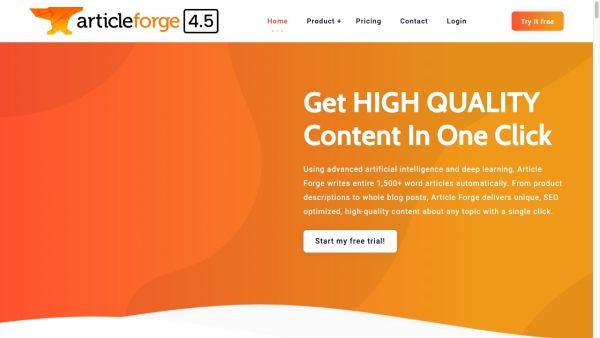 articleforge 4.5
Home Product + Pricing Contact Login Try it free
Get HIGH QUALITY
Content In One Click
Using advanced artificial intelligence and deep learning, Article
Forge writes entire 1,500+ word articles automatically. From product
descriptions to whole blog posts, Article Forge delivers unique, SEO
optimized, high-quality content about any topic with a single click.
Start my free trial!